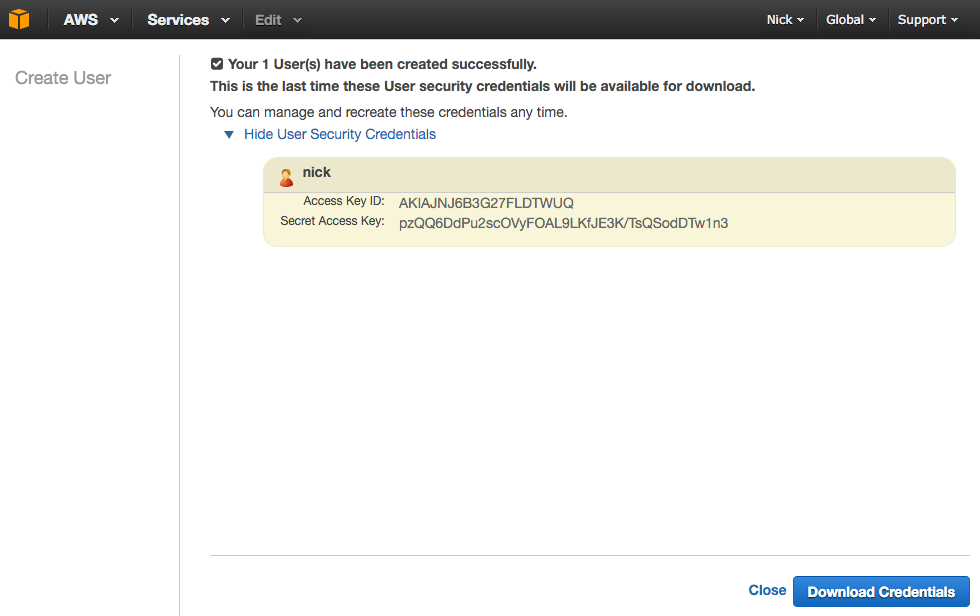 AWS Services Edit Nick Global Support
Create User
Your 1 User(s) have been created successfully.
This is the last time these User security credentials will be available for download.
You can manage and recreate these credentials any time.
Hide User Security Credentials
nick
Access Key ID: AKIAJNJ6B3G27FLDTWUQ
Secret Access Key: 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
Close Download Credentials